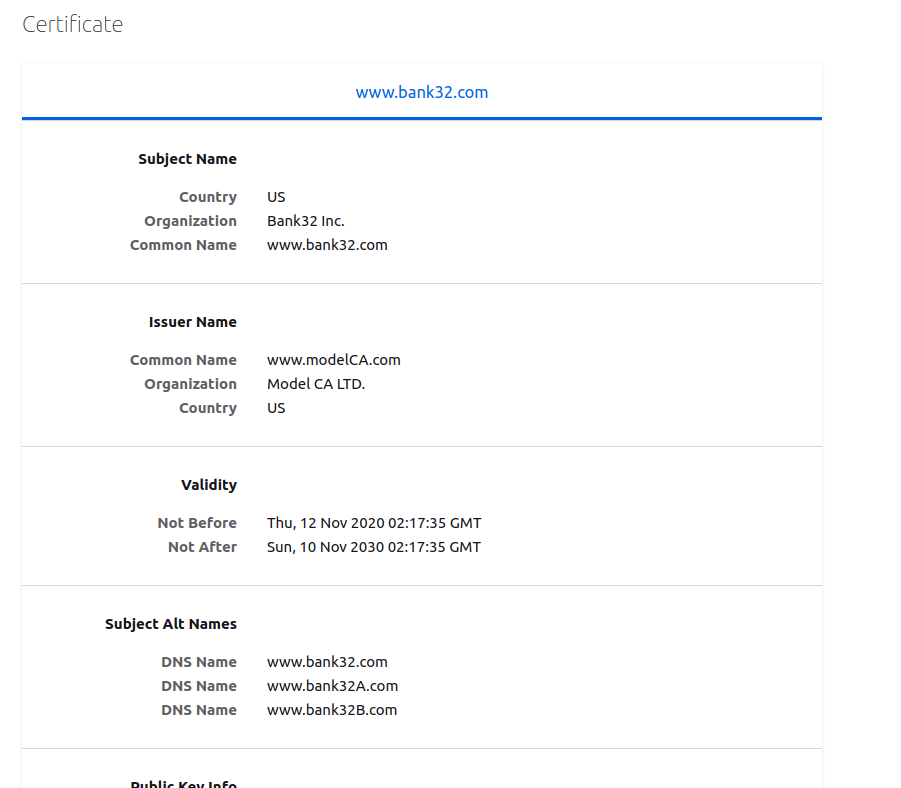 Certificate
www.bank32.com
Subject Name
Country US
Organization Bank32 Inc.
Common Name www.bank32.com
Issuer Name
Common Name www.modelCA.com
Organization Model CA LTD.
Country US
Validity
Not Before Thu, 12 Nov 2020 02:17:35 GMT
Not After Sun, 10 Nov 2030 02:17:35 GMT
Subject Alt Names
DNS Name www.bank32.com
DNS Name www.bank32A.com
DNS Name www.bank32B.com
Public Key Info